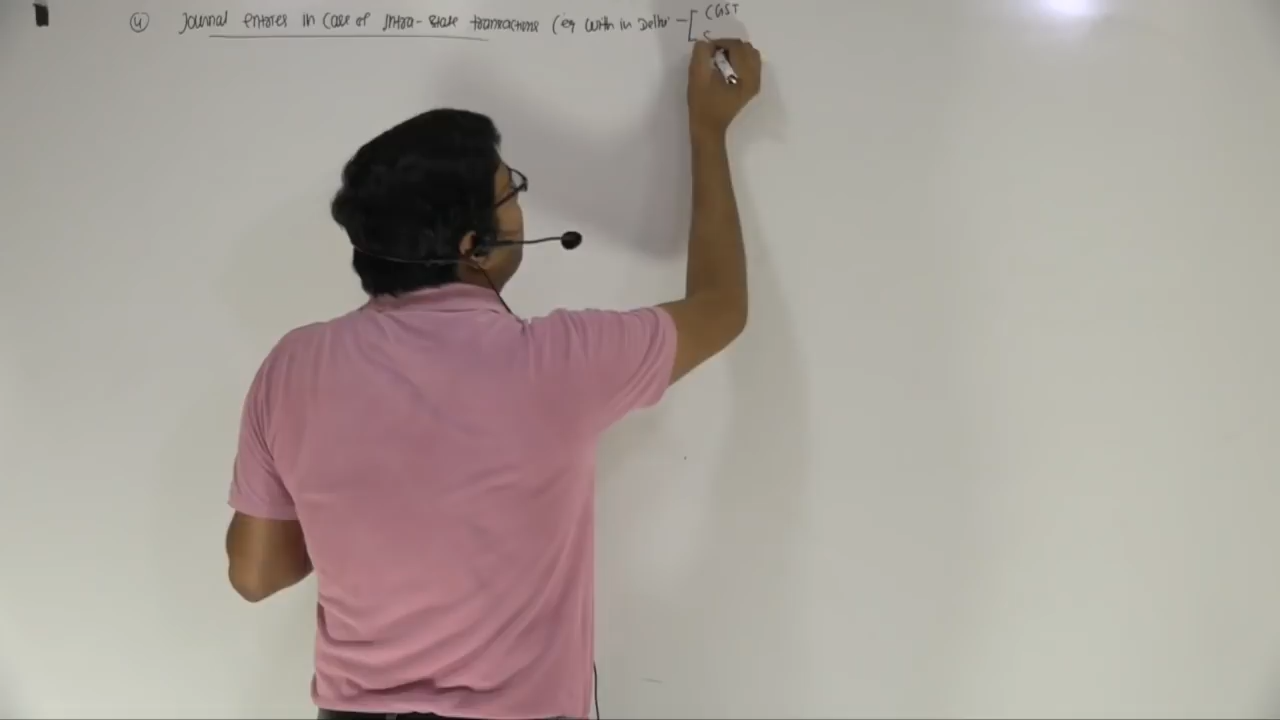 ④ Journal entries in Case of Intra-State transactions (eg with in Delhi - [ CGST
S